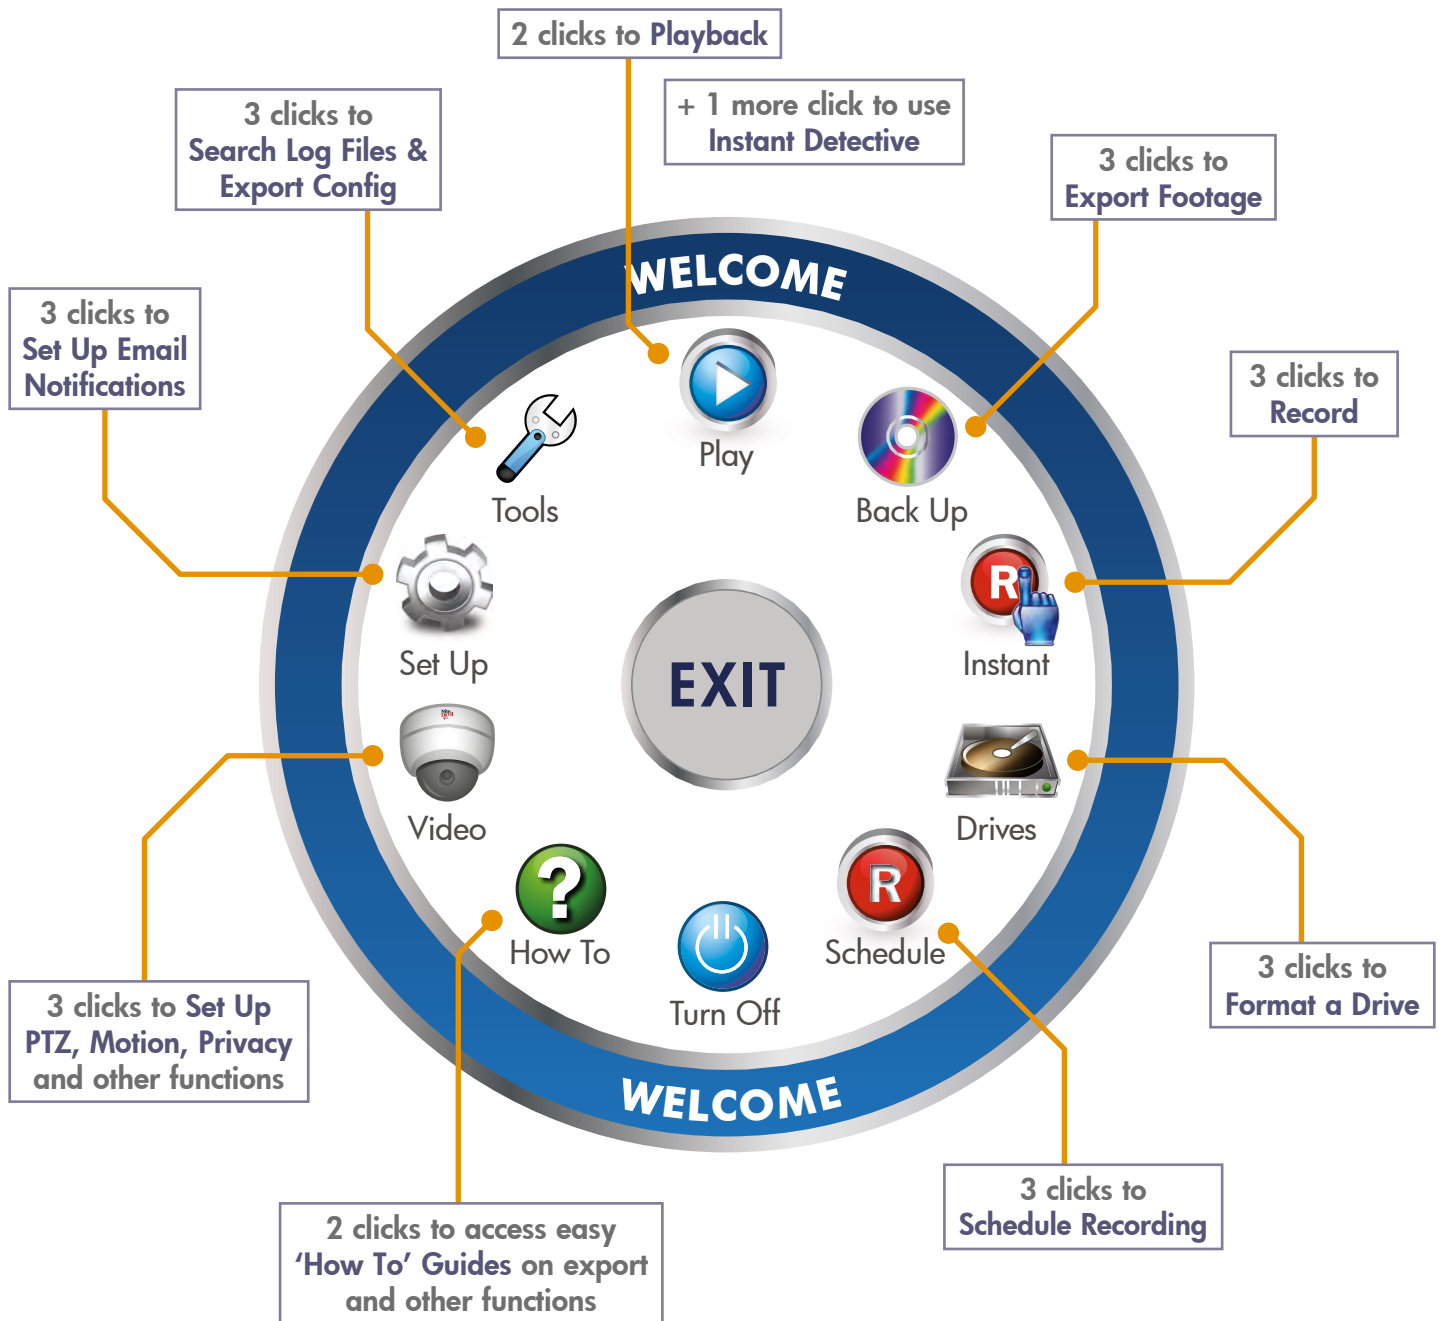 2 clicks to Playback
+ 1 more click to use
Instant Detective
3 clicks to
Search Log Files &
Export Config
3 clicks to
Export Footage
3 clicks to
Set Up Email
Notifications
3 clicks to
Record
WELCOME
Play
Tools
Back Up
Set Up
Instant
EXIT
Video
Drives
How To
Schedule
Turn Off
WELCOME
3 clicks to
Format a Drive
3 clicks to Set Up
PTZ, Motion, Privacy
and other functions
3 clicks to
Schedule Recording
2 clicks to access easy
‘How To’ Guides on export
and other functions
R
R
?